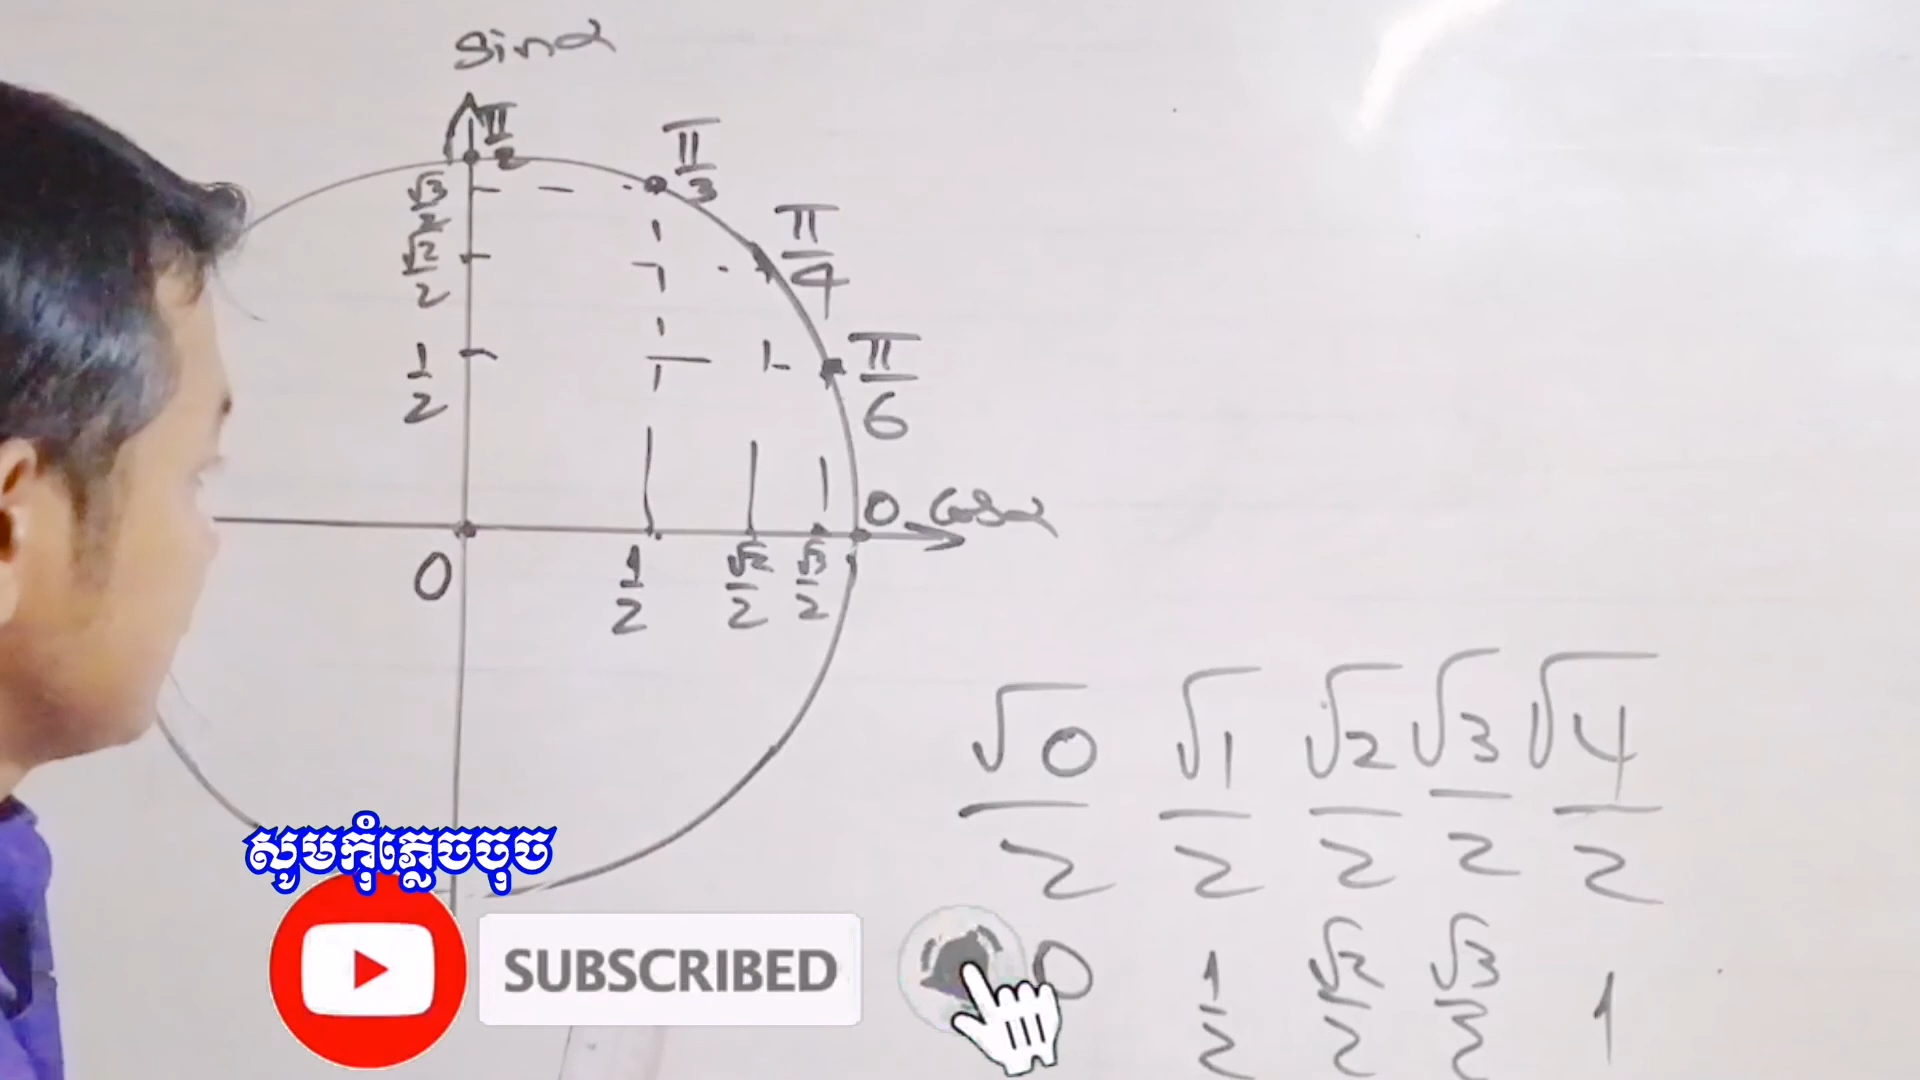 sinα
π/2
π/3
√3/2
π/4
√2/2
π/6
1/2
0 cosα
0 1/2 √2/2 √3/2 1
√0/2 √1/2 √2/2 √3/2 √4/2
0 1/2 √2/2 √3/2 1
សូមកុំភ្លេចចុច
SUBSCRIBED